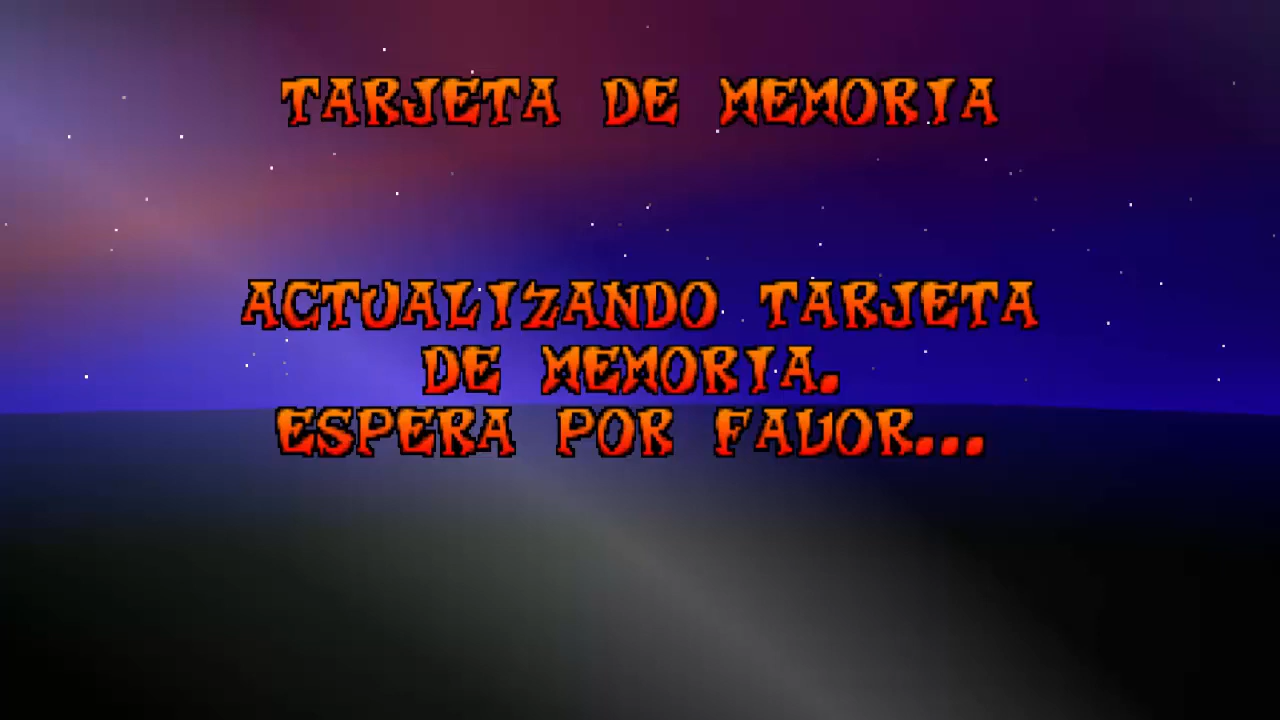 TARJETA DE MEMORIA
ACTUALIZANDO TARJETA
DE MEMORIA.
ESPERA POR FAVOR...